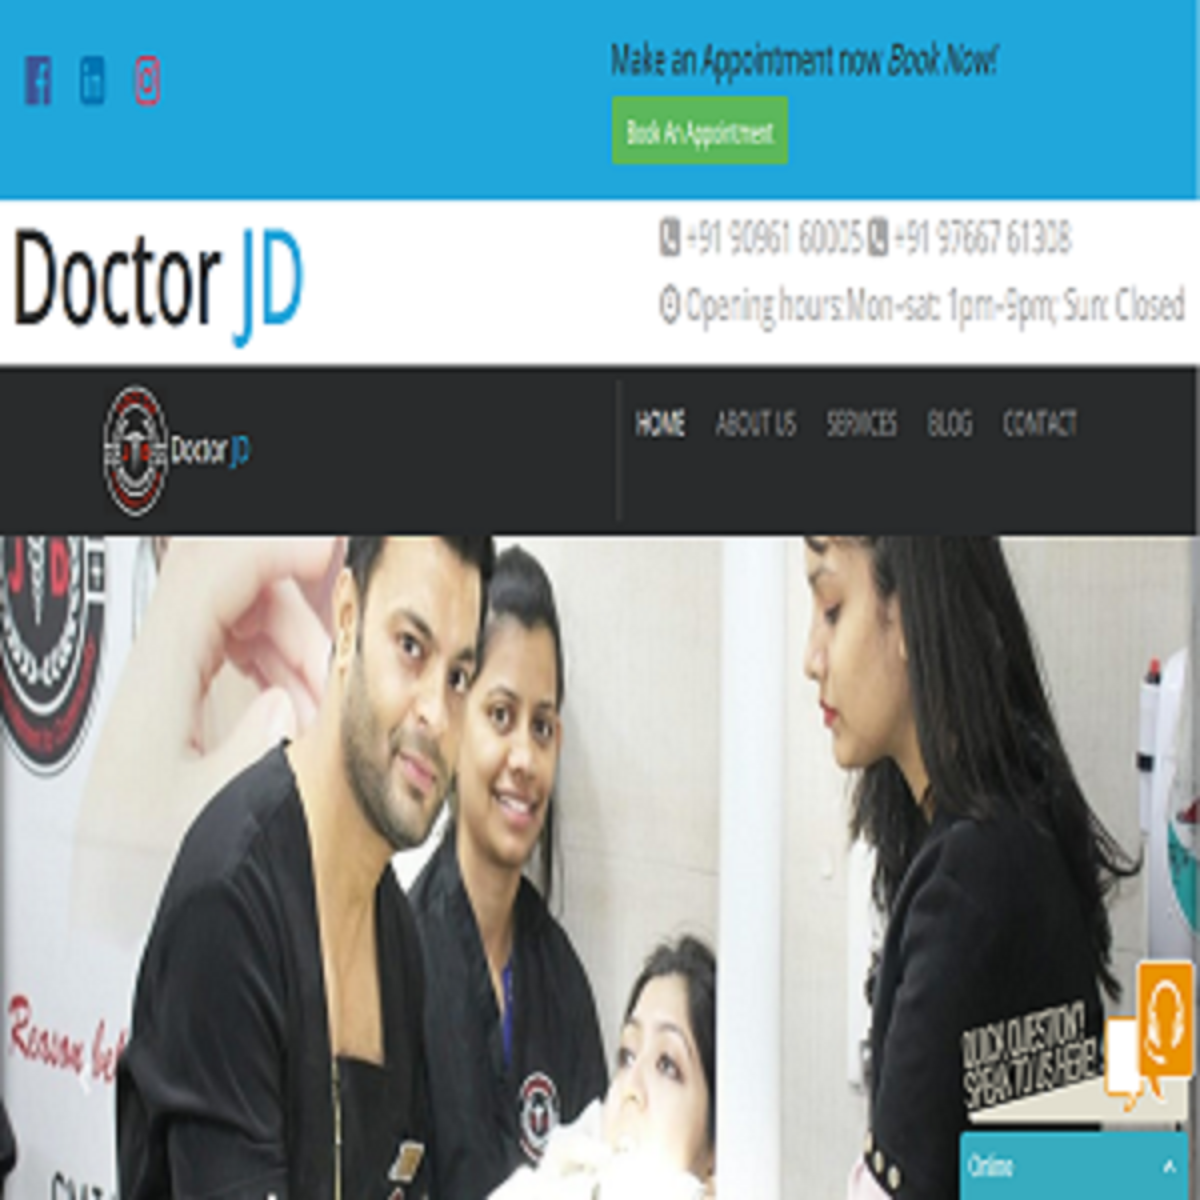 Make an Appointment now Book Now!
Book An Appointment
Doctor JD
+91 90961 60005 +91 97667 61308
Opening hours:Mon-sat: 1pm-9pm; Sun: Closed
Doctor JD
HOME ABOUT US SERVICES BLOG CONTACT
J D
Reason
QUICK QUESTION?
SPEAK TO US HERE!
Online